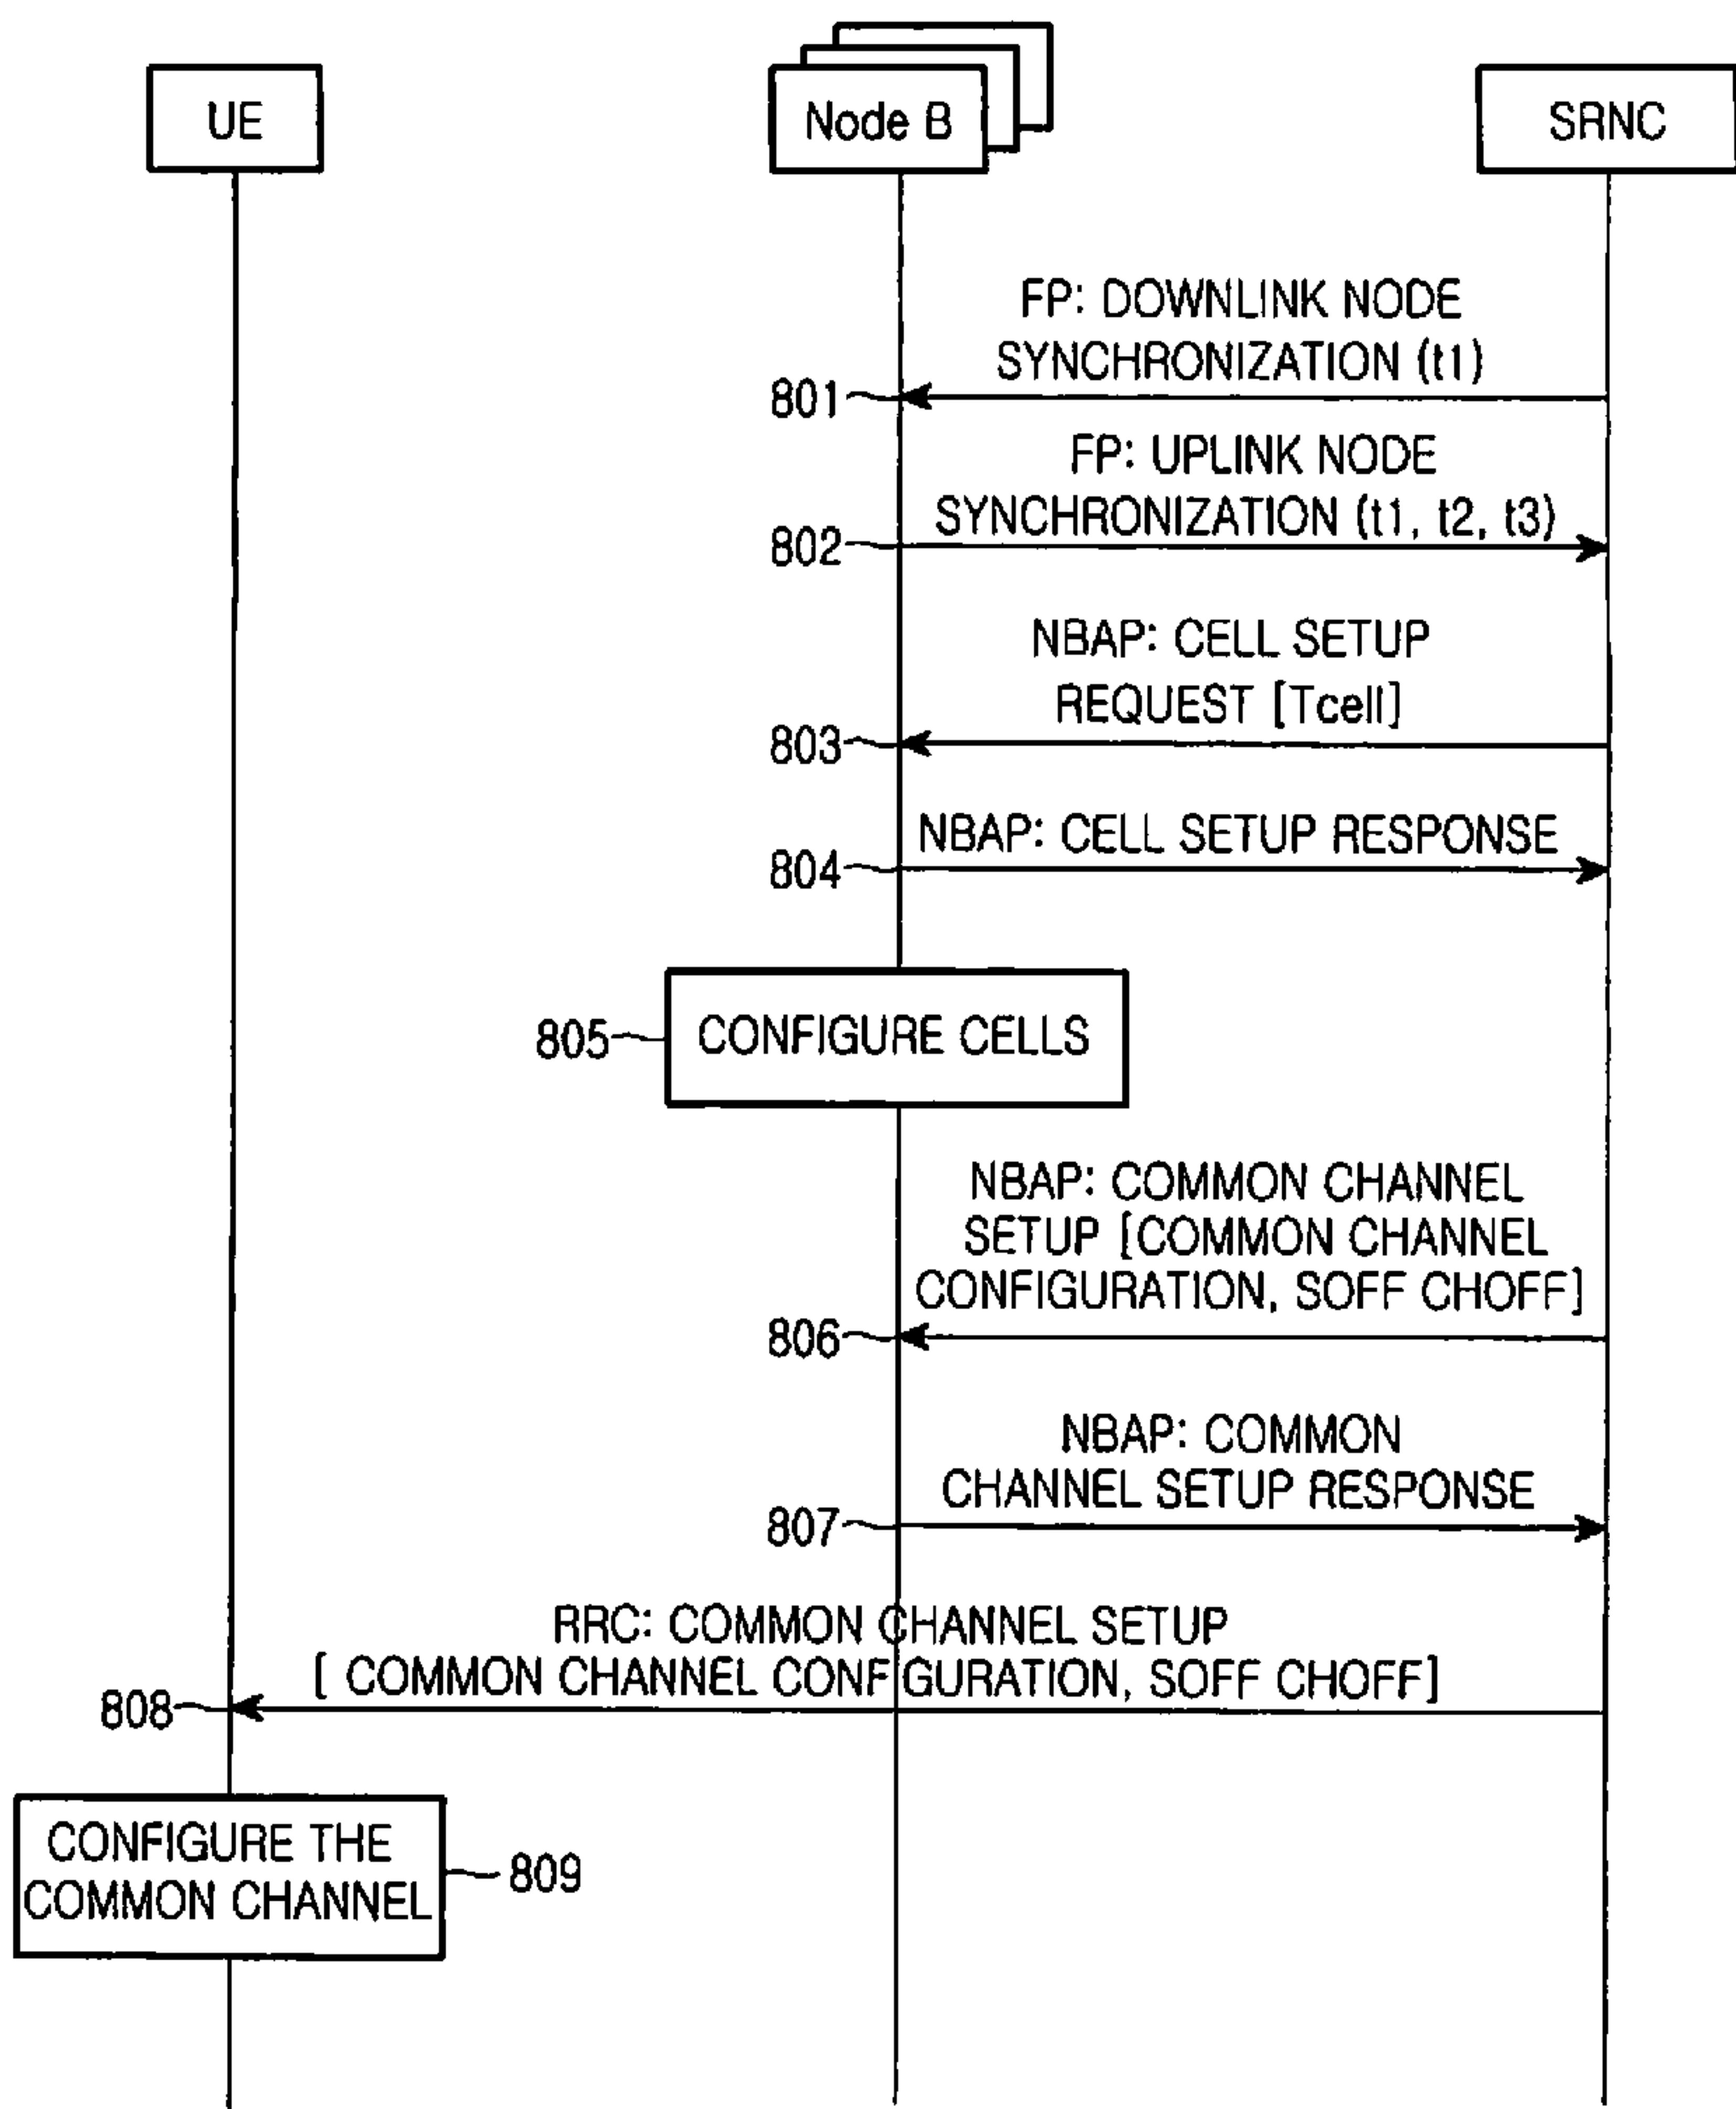 UE
Node B
SRNC
FP: DOWNLINK NODE
SYNCHRONIZATION (t1)
801
FP: UPLINK NODE
SYNCHRONIZATION (t1, t2, t3)
802
NBAP: CELL SETUP
REQUEST [Tcell]
803
NBAP: CELL SETUP RESPONSE
804
805
CONFIGURE CELLS
NBAP: COMMON CHANNEL
SETUP [COMMON CHANNEL
CONFIGURATION, SOFF CHOFF]
806
NBAP: COMMON
CHANNEL SETUP RESPONSE
807
RRC: COMMON CHANNEL SETUP
[ COMMON CHANNEL CONFIGURATION, SOFF CHOFF]
808
CONFIGURE THE
COMMON CHANNEL
809